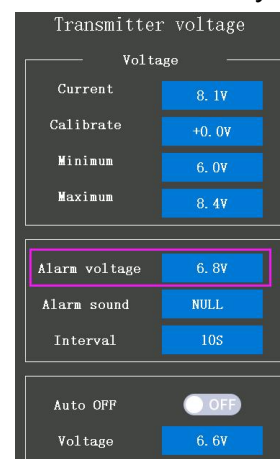 Transmitter voltage
Voltage
Current 8.1V
Calibrate +0.0V
Minimum 6.0V
Maximum 8.4V
Alarm voltage 6.8V
Alarm sound NULL
Interval 10S
Auto OFF OFF
Voltage 6.6V